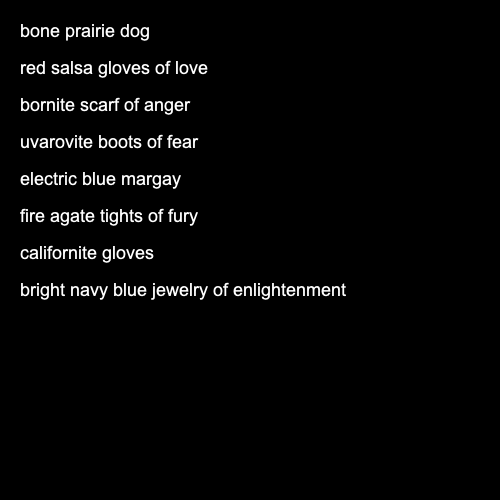 bone prairie dog
red salsa gloves of love
bornite scarf of anger
uvarovite boots of fear
electric blue margay
fire agate tights of fury
californite gloves
bright navy blue jewelry of enlightenment